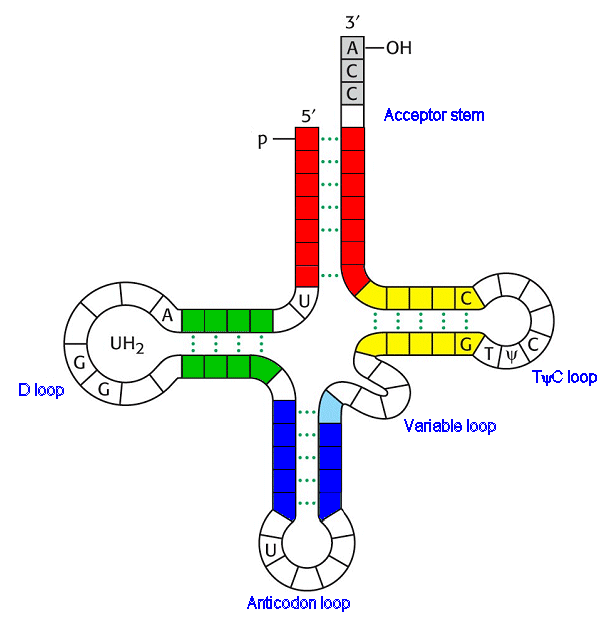 3′
A
OH
C
C
5′
Acceptor stem
P
U
C
A
UH2
G
G
G
T
ψ
C
D loop
TψC loop
Variable loop
U
Anticodon loop